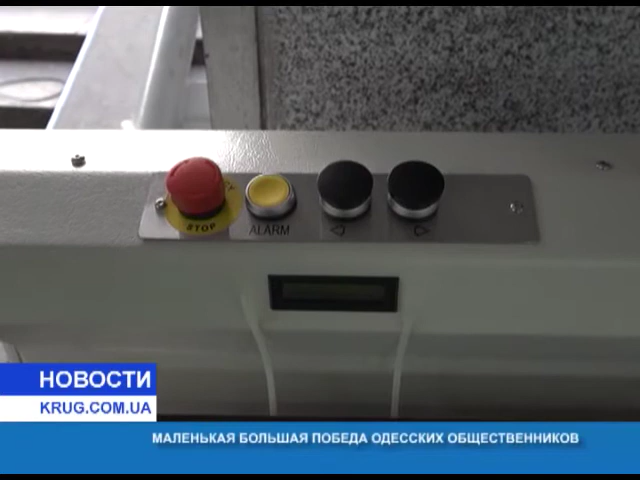 STOP
ALARM
НОВОСТИ
KRUG.COM.UA
МАЛЕНЬКАЯ БОЛЬШАЯ ПОБЕДА ОДЕССКИХ ОБЩЕСТВЕННИКОВ